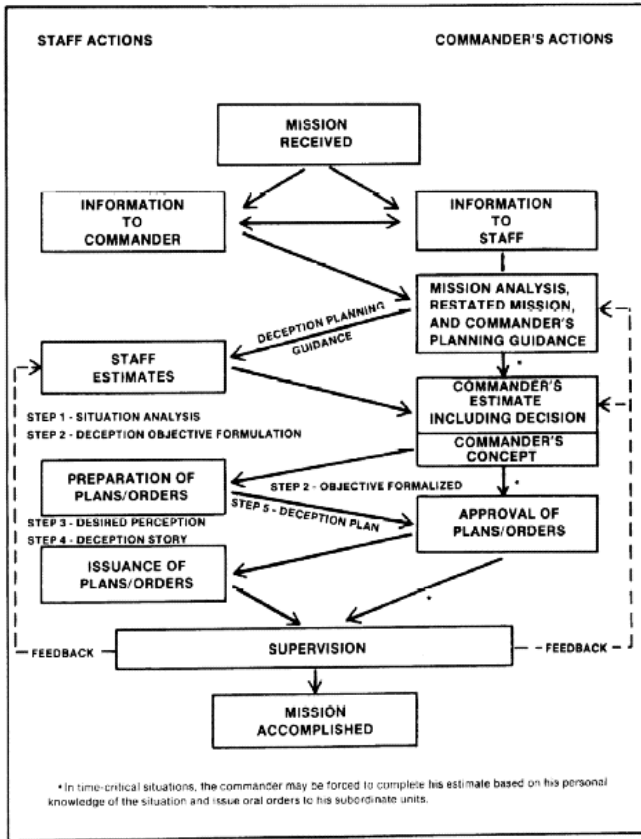 STAFF ACTIONS
COMMANDER'S ACTIONS
MISSION
RECEIVED
INFORMATION
TO
COMMANDER
INFORMATION
TO
STAFF
MISSION ANALYSIS,
RESTATED MISSION,
AND COMMANDER'S
PLANNING GUIDANCE
DECEPTION PLANNING
GUIDANCE
STAFF
ESTIMATES
*
COMMANDER'S
ESTIMATE
INCLUDING DECISION
STEP 1 - SITUATION ANALYSIS
STEP 2 - DECEPTION OBJECTIVE FORMULATION
COMMANDER'S
CONCEPT
PREPARATION OF
PLANS/ORDERS
STEP 2 - OBJECTIVE FORMALIZED
STEP 5 - DECEPTION PLAN
APPROVAL OF
PLANS/ORDERS
STEP 3 - DESIRED PERCEPTION
STEP 4 - DECEPTION STORY
ISSUANCE OF
PLANS/ORDERS
*
SUPERVISION
FEEDBACK
FEEDBACK
MISSION
ACCOMPLISHED
*In time-critical situations, the commander may be forced to complete his estimate based on his personal
knowledge of the situation and issue oral orders to his subordinate units.